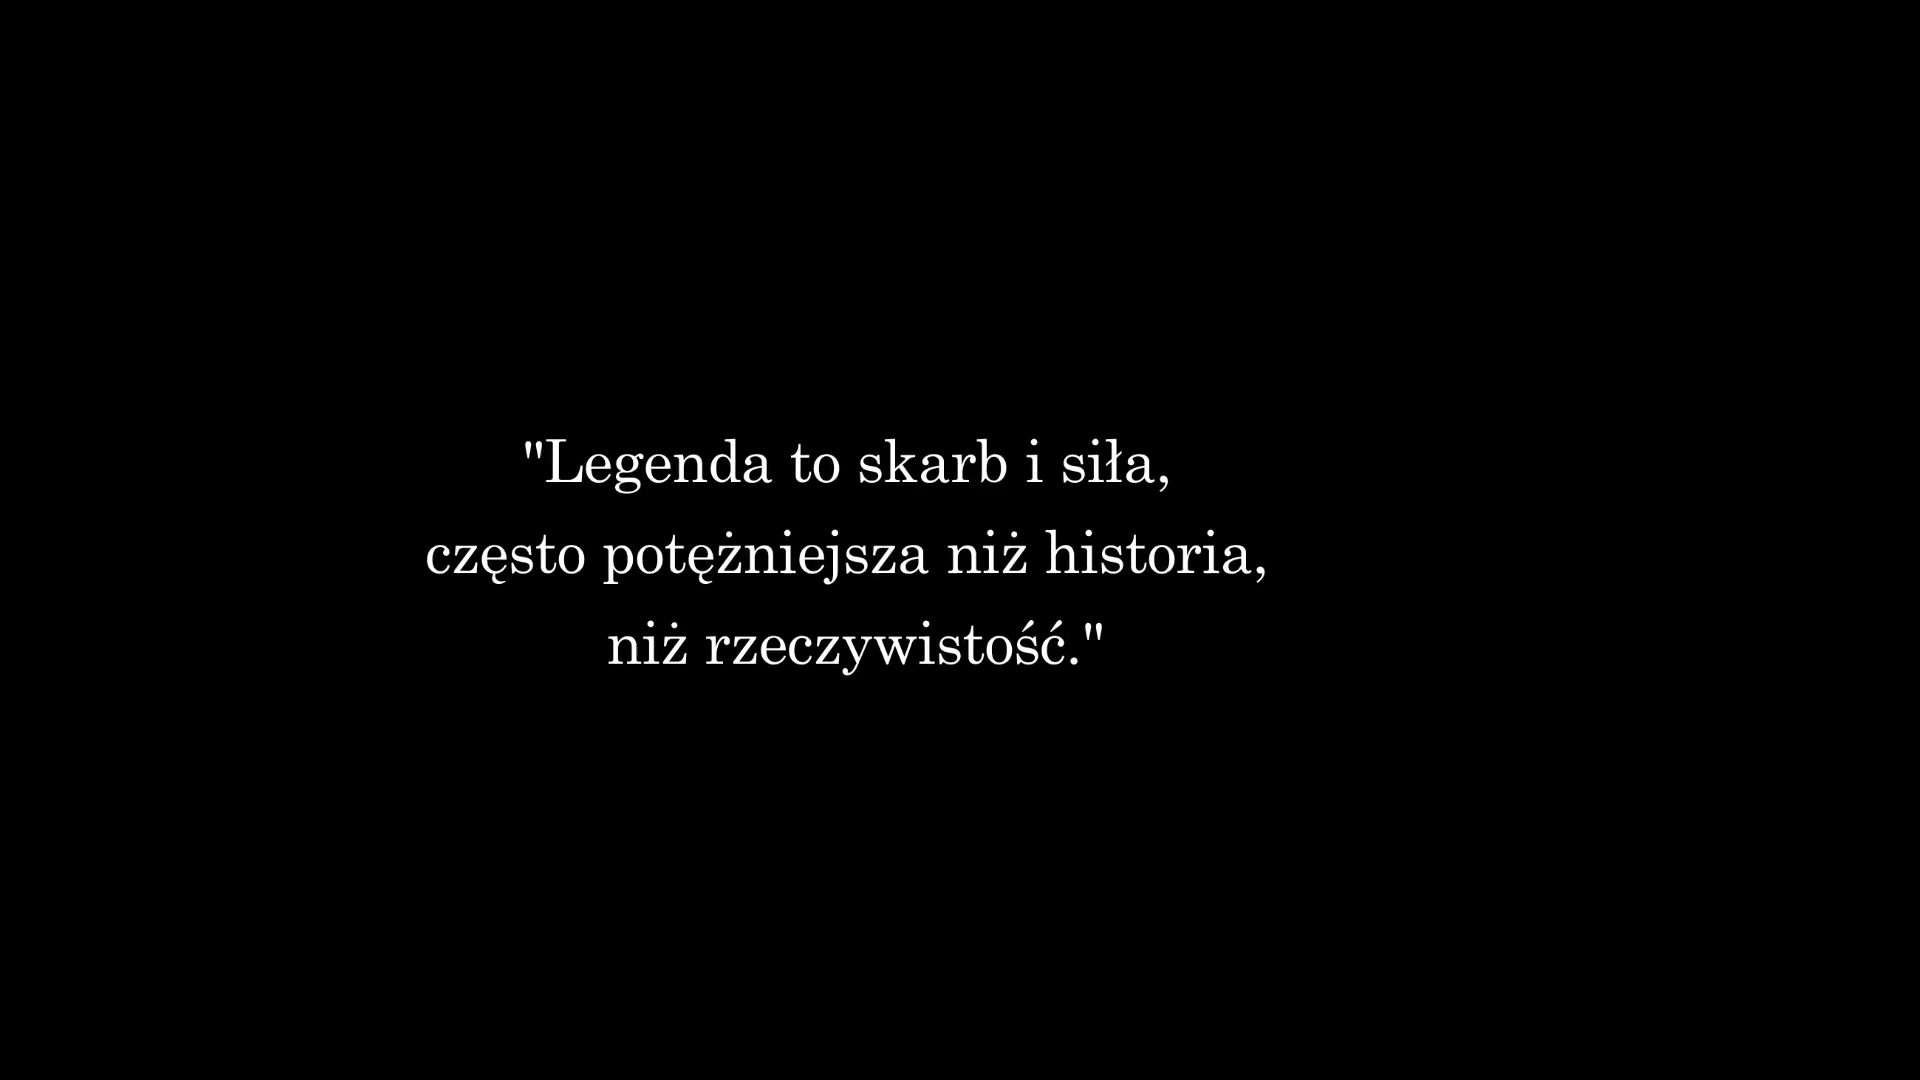 "Legenda to skarb i siła,
często potężniejsza niż historia,
niż rzeczywistość."